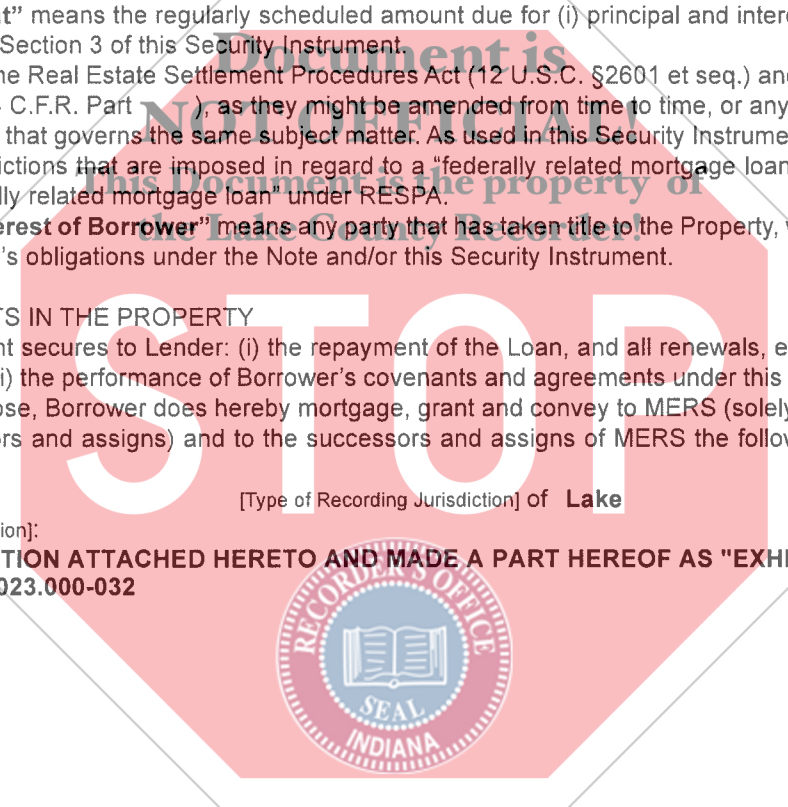 t” means the regularly scheduled amount due for (i) principal and inter
Section 3 of this Security Instrument.
Document is
he Real Estate Settlement Procedures Act (12 U.S.C. §2601 et seq.) and
C.F.R. Part ), as they might be amended from time to time, or any
NOT OFFICIAL!
that governs the same subject matter. As used in this Security Instrume
ictions that are imposed in regard to a “federally related mortgage loan
This Document is the property of
lly related mortgage loan” under RESPA.
erest of Borrower” means any party that has taken title to the Property,
the Lake County Recorder!
’s obligations under the Note and/or this Security Instrument.
TS IN THE PROPERTY
nt secures to Lender: (i) the repayment of the Loan, and all renewals, e
i) the performance of Borrower’s covenants and agreements under this
ose, Borrower does hereby mortgage, grant and convey to MERS (solely
ors and assigns) and to the successors and assigns of MERS the follow
STOP
[Type of Recording Jurisdiction] of Lake
ion]:
TION ATTACHED HERETO AND MADE A PART HEREOF AS "EXHI
023.000-032
RECORDER'S OFFICE
SEAL
INDIANA